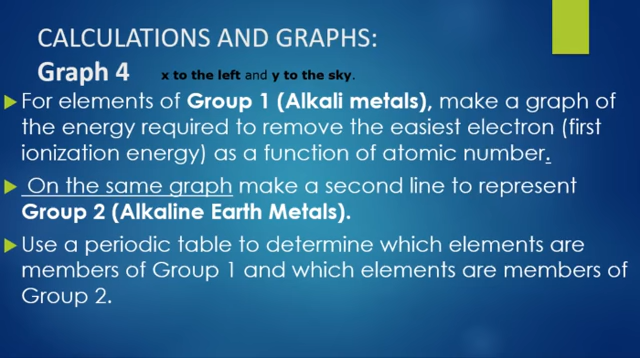 CALCULATIONS AND GRAPHS:
Graph 4 x to the left and y to the sky.
For elements of Group 1 (Alkali metals), make a graph of
the energy required to remove the easiest electron (first
ionization energy) as a function of atomic number.
On the same graph make a second line to represent
Group 2 (Alkaline Earth Metals).
Use a periodic table to determine which elements are
members of Group 1 and which elements are members of
Group 2.